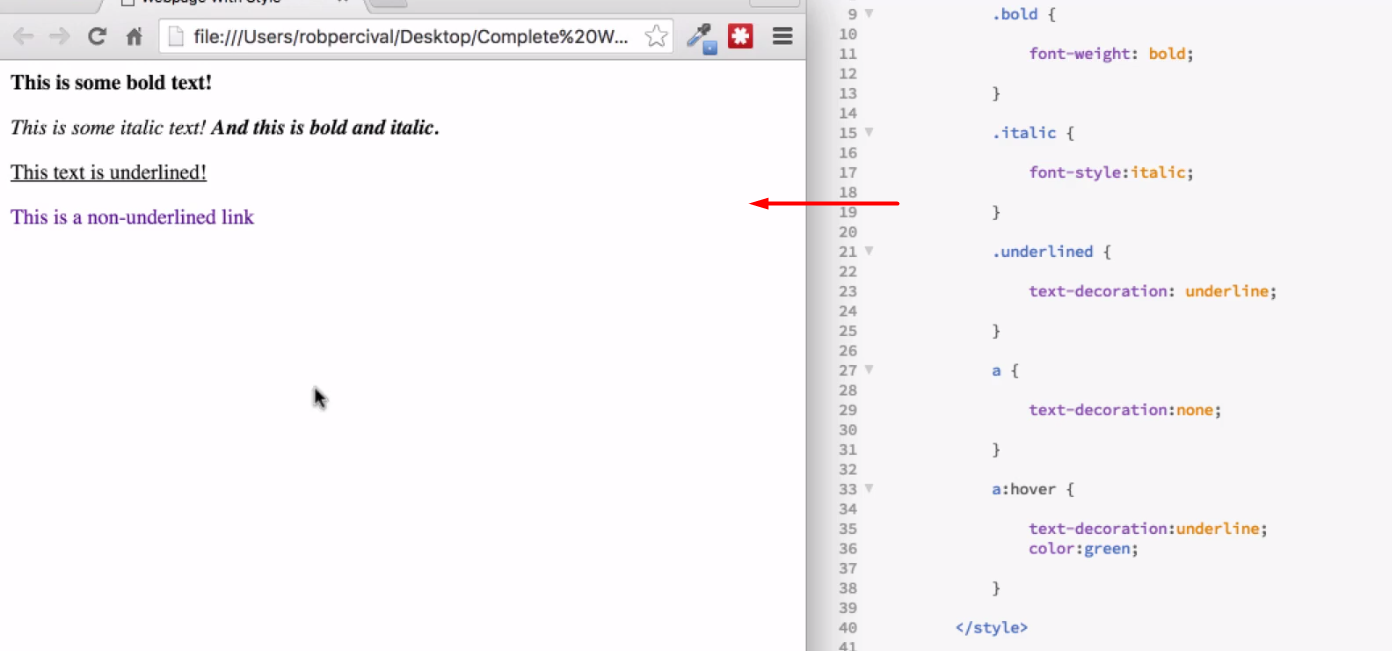 Webpage With Style
file:///Users/robpercival/Desktop/Complete%20W...
This is some bold text!
This is some italic text! And this is bold and italic.
This text is underlined!
This is a non-underlined link
9 .bold {
10
11 font-weight: bold;
12
13 }
14
15 .italic {
16
17 font-style:italic;
18
19 }
20
21 .underlined {
22
23 text-decoration: underline;
24
25 }
26
27 a {
28
29 text-decoration:none;
30
31 }
32
33 a:hover {
34
35 text-decoration:underline;
36 color:green;
37
38 }
39
40 </style>
41